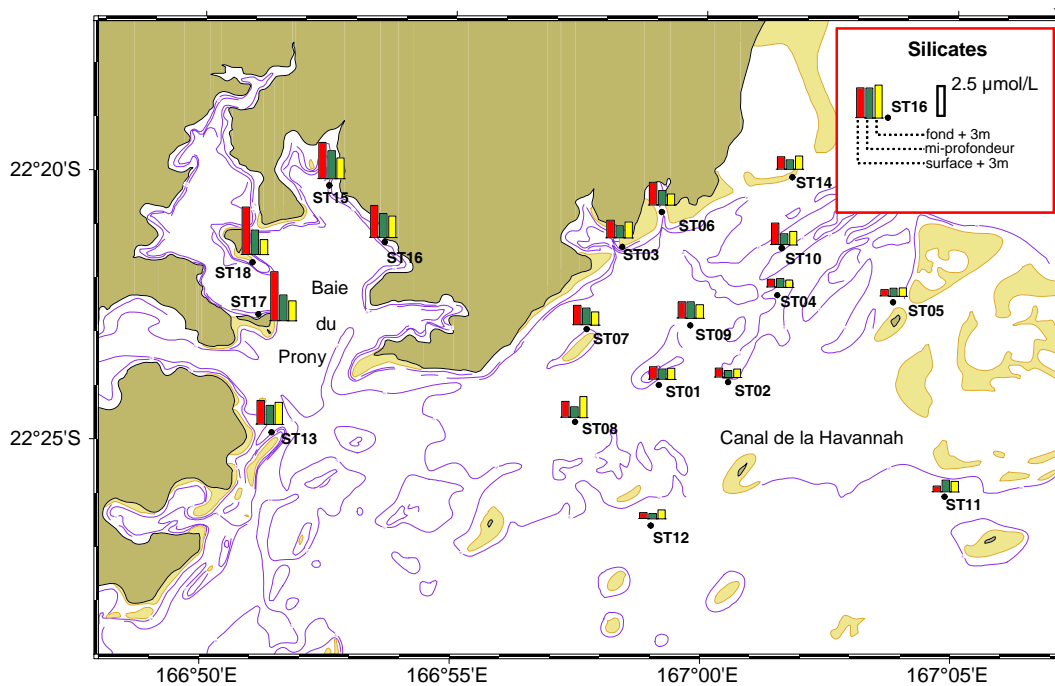 Silicates
2.5 µmol/L
ST16
fond + 3m
mi-profondeur
surface + 3m
22°20'S
22°25'S
ST15
ST14
ST06
ST16
ST03
ST10
ST18
ST17
Baie
du
Prony
ST04
ST05
ST07
ST09
ST01
ST02
ST08
ST13
Canal de la Havannah
ST11
ST12
166°50'E
166°55'E
167°00'E
167°05'E